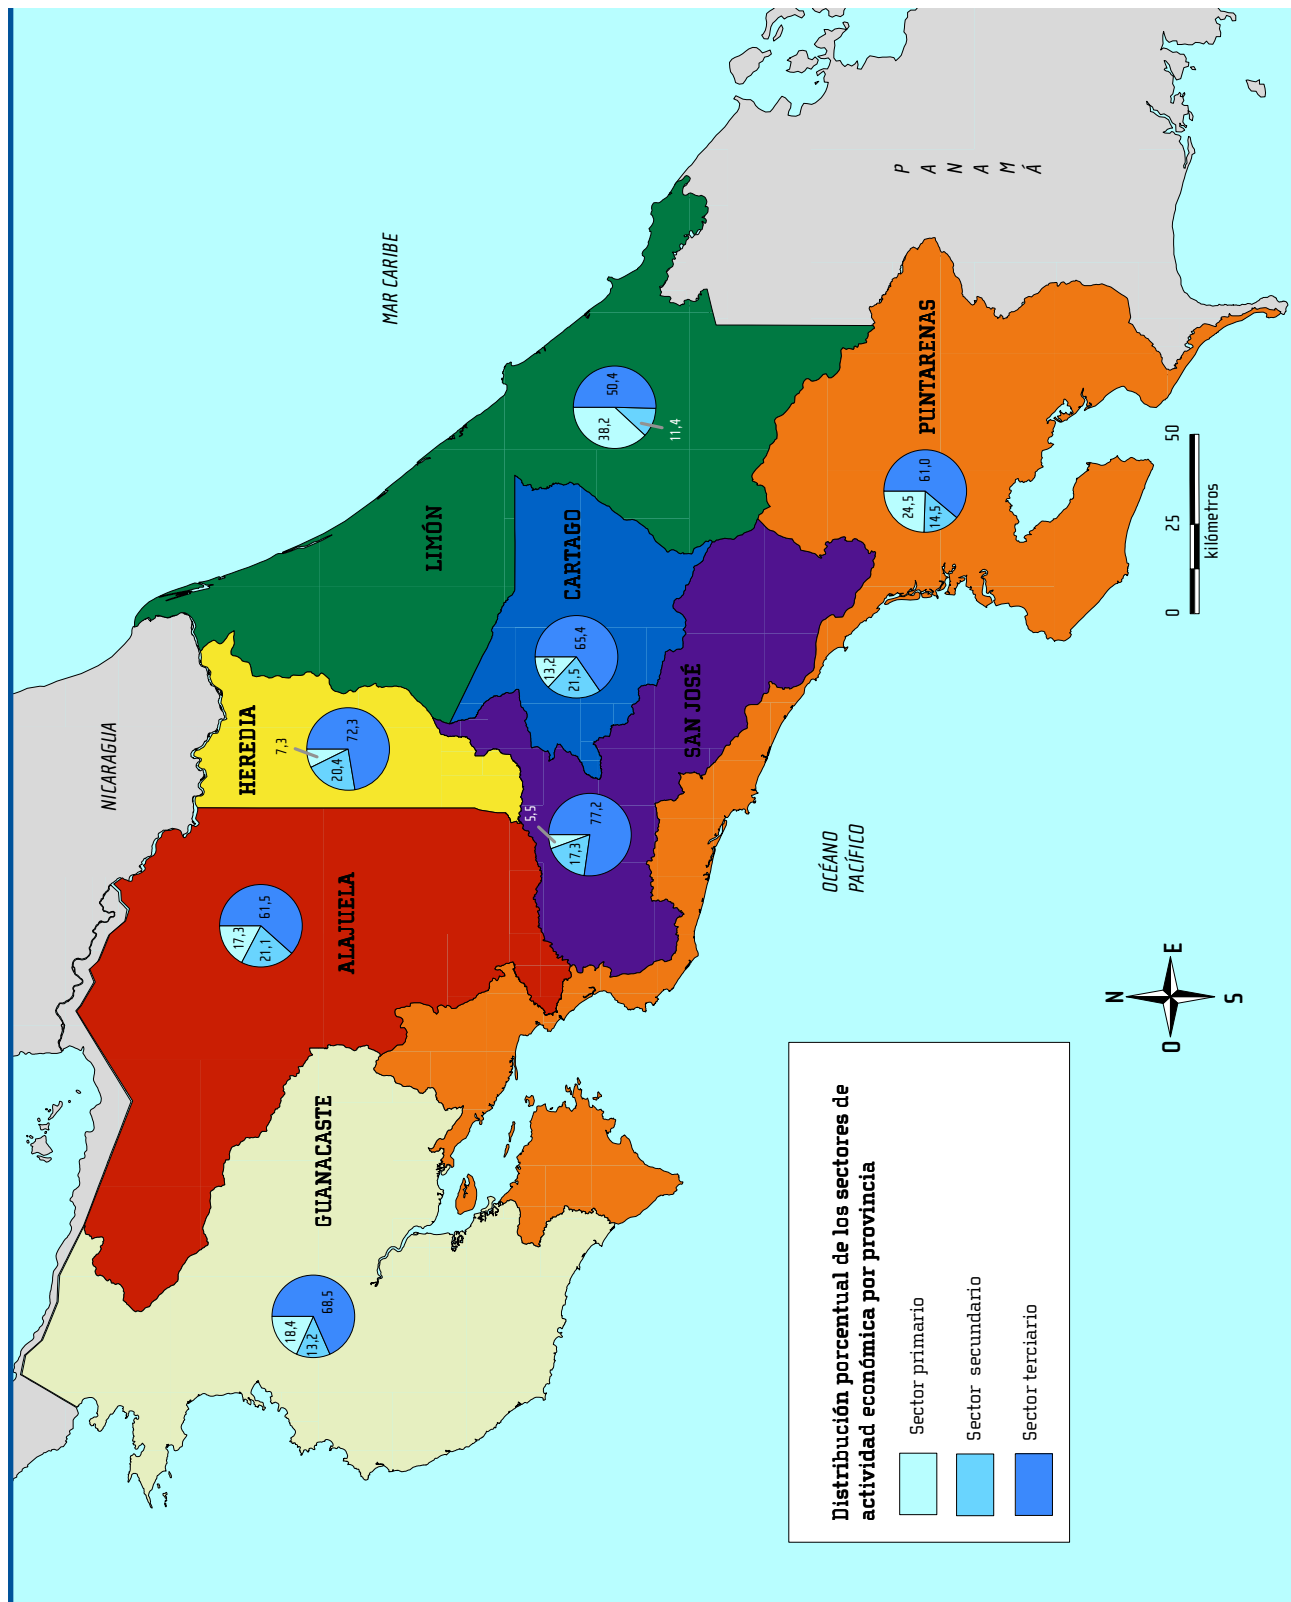 NICARAGUA
MAR CARIBE
PANAMÁ
OCÉANO
PACÍFICO
GUANACASTE
18,4
13,2
68,5
ALAJUELA
17,3
21,1
61,5
HEREDIA
7,3
20,4
72,3
LIMÓN
38,2
50,4
11,4
CARTAGO
13,2
21,5
65,4
SAN JOSÉ
5,5
17,3
77,2
PUNTARENAS
24,5
14,5
61,0
Distribución porcentual de los sectores de
actividad económica por provincia
Sector primario
Sector secundario
Sector terciario
N
O
E
S
0 25 50
kilómetros